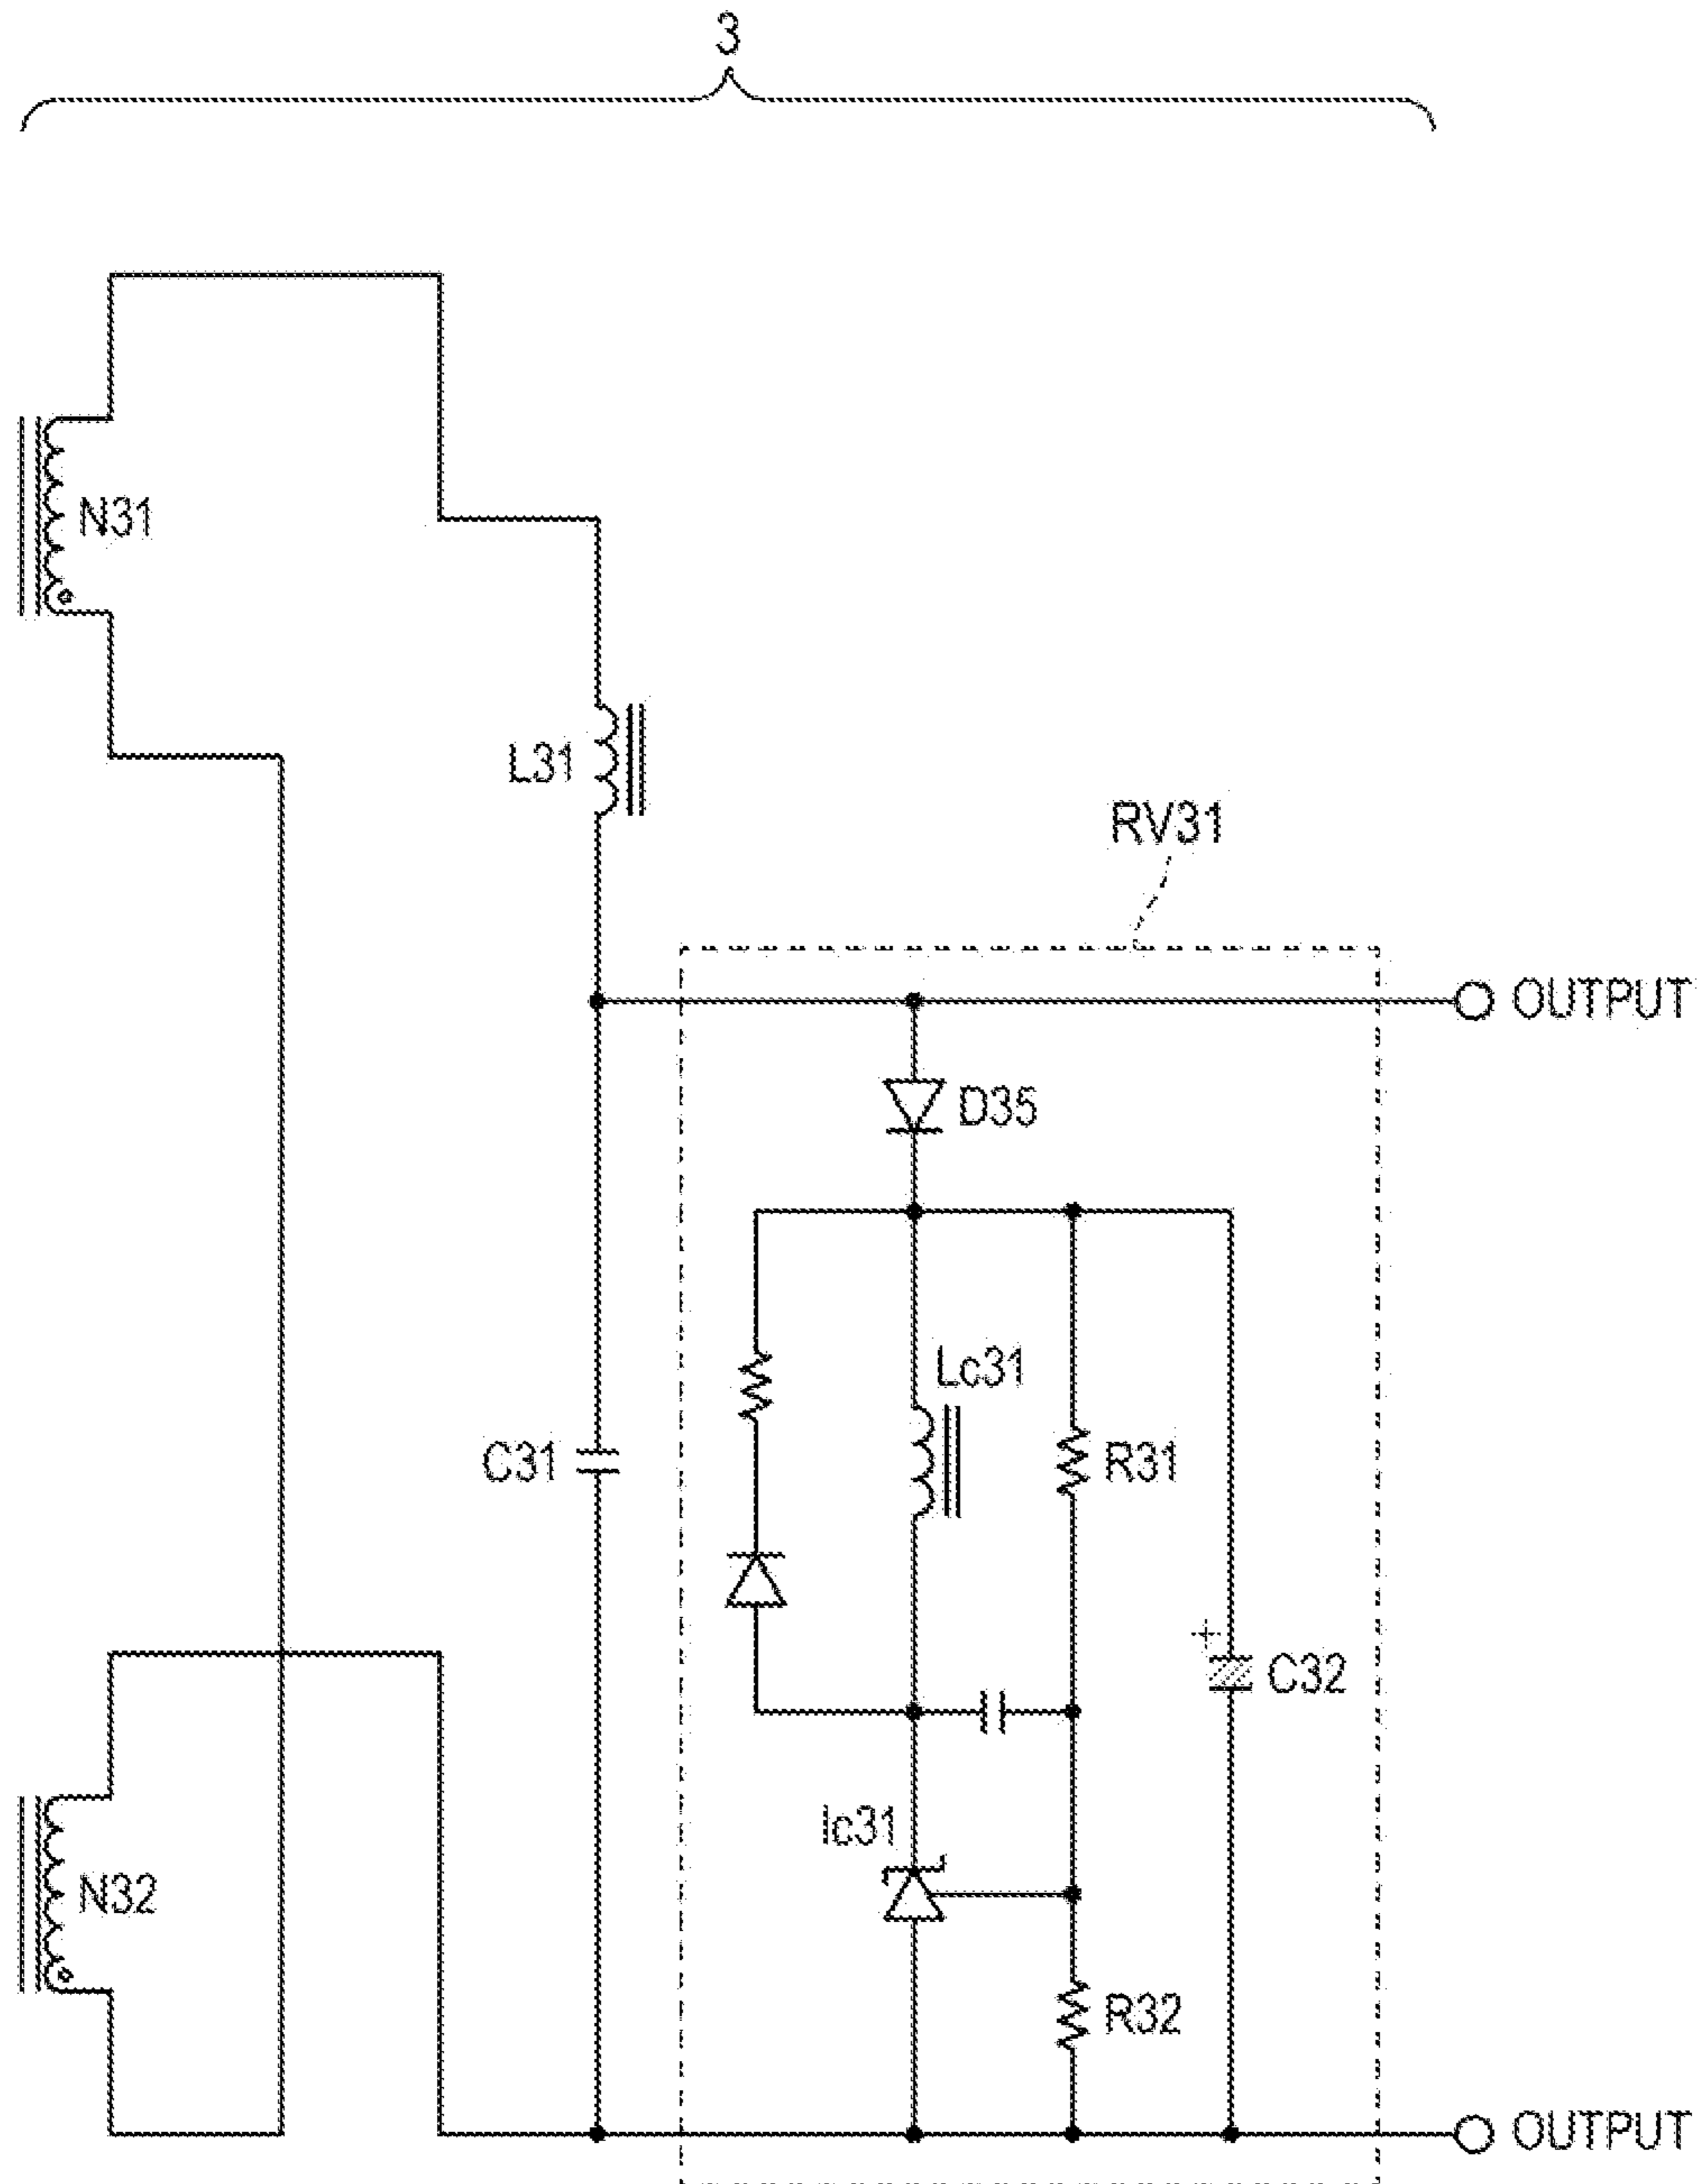 3
N31
L31
RV31
OUTPUT
D35
Lc31
C31
R31
+
C32
Ic31
N32
R32
OUTPUT